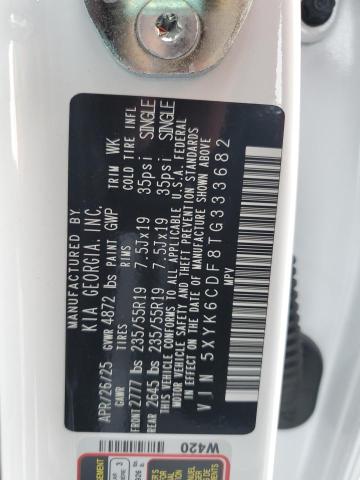 MANUFACTURED BY
KIA GEORGIA, INC.
APR/26/25 GVWR 4872 lbs PAINT GWP TRIM WK
GAWR TIRES RIMS COLD TIRE INFL
FRONT 2777 lbs 235/55R19 7.5Jx19 35psi SINGLE
REAR 2645 lbs 235/55R19 7.5Jx19 35psi SINGLE
THIS VEHICLE CONFORMS TO ALL APPLICABLE U.S.A. FEDERAL
MOTOR VEHICLE SAFETY AND THEFT PREVENTION STANDARDS
IN EFFECT ON THE DATE OF MANUFACTURE SHOWN ABOVE
VIN 5XYK6CDF8TG333682
MPV
W420